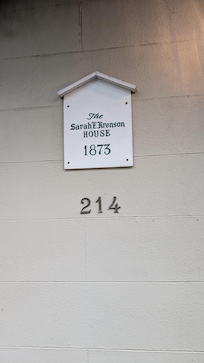 The
Sarah E. Kronson
HOUSE
1873
214